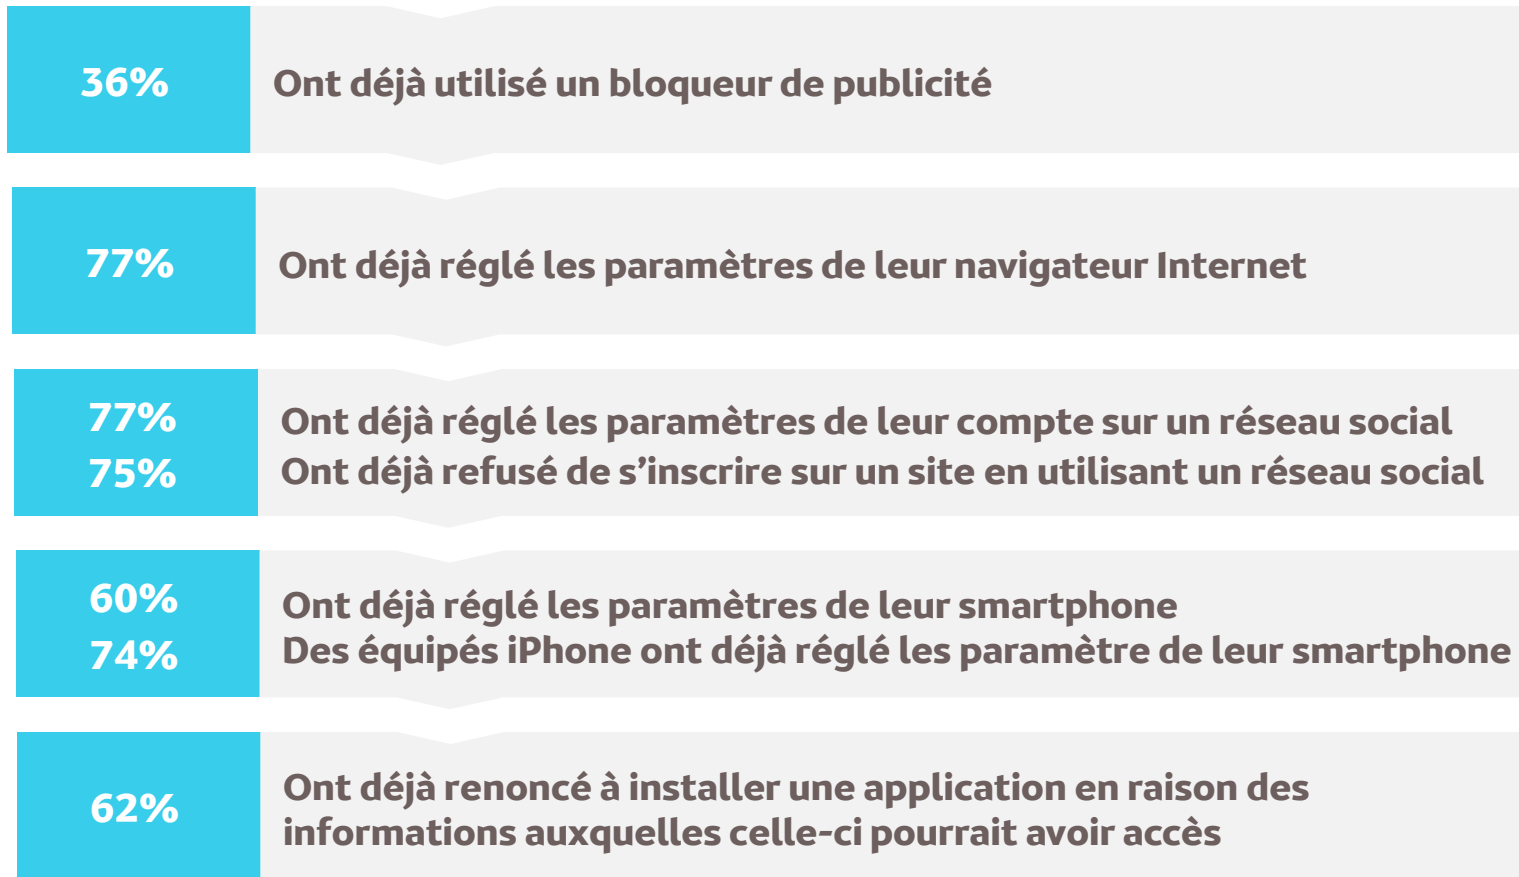 36%
Ont déjà utilisé un bloqueur de publicité
77%
Ont déjà réglé les paramètres de leur navigateur Internet
77%
Ont déjà réglé les paramètres de leur compte sur un réseau social
75%
Ont déjà refusé de s’inscrire sur un site en utilisant un réseau social
60%
Ont déjà réglé les paramètres de leur smartphone
74%
Des équipés iPhone ont déjà réglé les paramètre de leur smartphone
62%
Ont déjà renoncé à installer une application en raison des
informations auxquelles celle-ci pourrait avoir accès